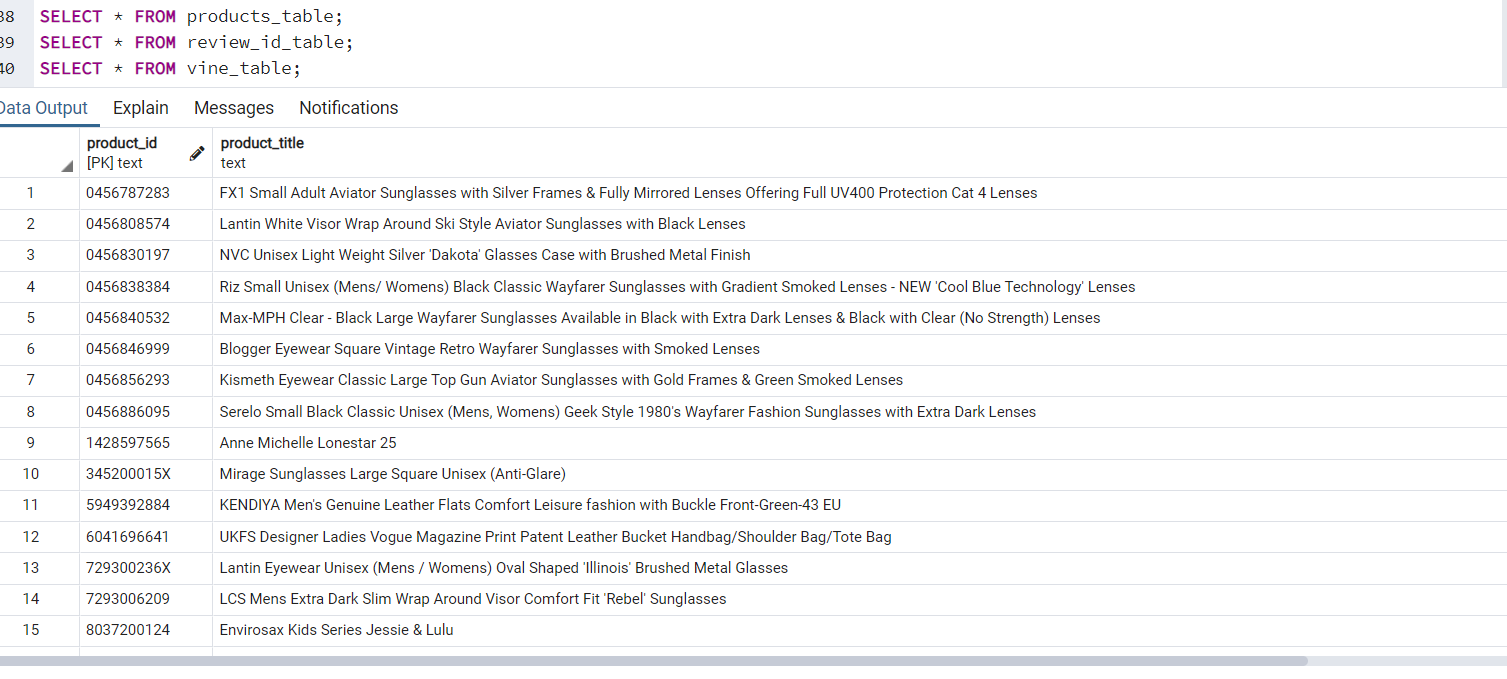 38 SELECT * FROM products_table;
39 SELECT * FROM review_id_table;
40 SELECT * FROM vine_table;
Data Output Explain Messages Notifications
product_id product_title
[PK] text text
1 0456787283 FX1 Small Adult Aviator Sunglasses with Silver Frames & Fully Mirrored Lenses Offering Full UV400 Protection Cat 4 Lenses
2 0456808574 Lantin White Visor Wrap Around Ski Style Aviator Sunglasses with Black Lenses
3 0456830197 NVC Unisex Light Weight Silver 'Dakota' Glasses Case with Brushed Metal Finish
4 0456838384 Riz Small Unisex (Mens/ Womens) Black Classic Wayfarer Sunglasses with Gradient Smoked Lenses - NEW 'Cool Blue Technology' Lenses
5 0456840532 Max-MPH Clear - Black Large Wayfarer Sunglasses Available in Black with Extra Dark Lenses & Black with Clear (No Strength) Lenses
6 0456846999 Blogger Eyewear Square Vintage Retro Wayfarer Sunglasses with Smoked Lenses
7 0456856293 Kismeth Eyewear Classic Large Top Gun Aviator Sunglasses with Gold Frames & Green Smoked Lenses
8 0456886095 Serelo Small Black Classic Unisex (Mens, Womens) Geek Style 1980's Wayfarer Fashion Sunglasses with Extra Dark Lenses
9 1428597565 Anne Michelle Lonestar 25
10 345200015X Mirage Sunglasses Large Square Unisex (Anti-Glare)
11 5949392884 KENDIYA Men's Genuine Leather Flats Comfort Leisure fashion with Buckle Front-Green-43 EU
12 6041696641 UKFS Designer Ladies Vogue Magazine Print Patent Leather Bucket Handbag/Shoulder Bag/Tote Bag
13 729300236X Lantin Eyewear Unisex (Mens / Womens) Oval Shaped 'Illinois' Brushed Metal Glasses
14 7293006209 LCS Mens Extra Dark Slim Wrap Around Visor Comfort Fit 'Rebel' Sunglasses
15 8037200124 Envirosax Kids Series Jessie & Lulu